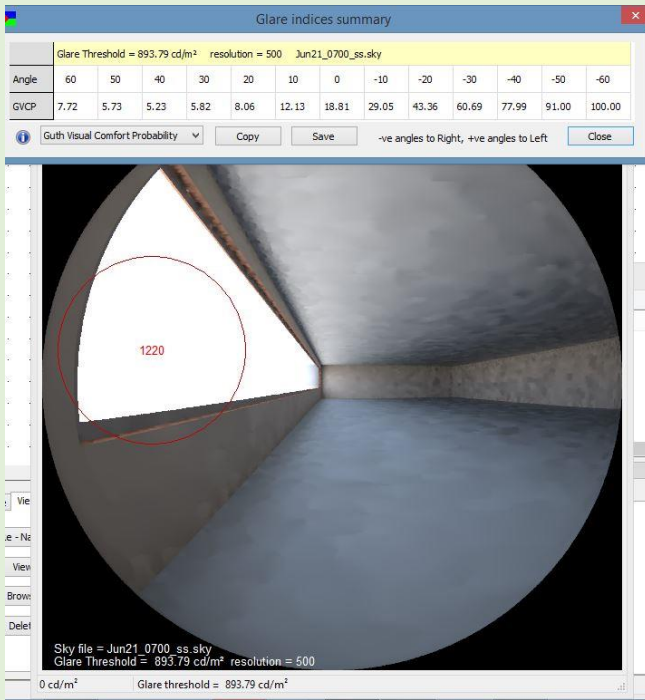 Glare indices summary
Glare Threshold = 893.79 cd/m² resolution = 500 Jun21_0700_ss.sky
Angle 60 50 40 30 20 10 0 -10 -20 -30 -40 -50 -60
GVCP 7.72 5.73 5.23 5.82 8.06 12.13 18.81 29.05 43.36 60.69 77.99 91.00 100.00
Guth Visual Comfort Probability Copy Save -ve angles to Right, +ve angles to Left Close
1220
Vie
e - Na
View
Brows
Delet
Sky file = Jun21_0700_ss.sky
Glare Threshold = 893.79 cd/m² resolution = 500
0 cd/m² Glare threshold = 893.79 cd/m²